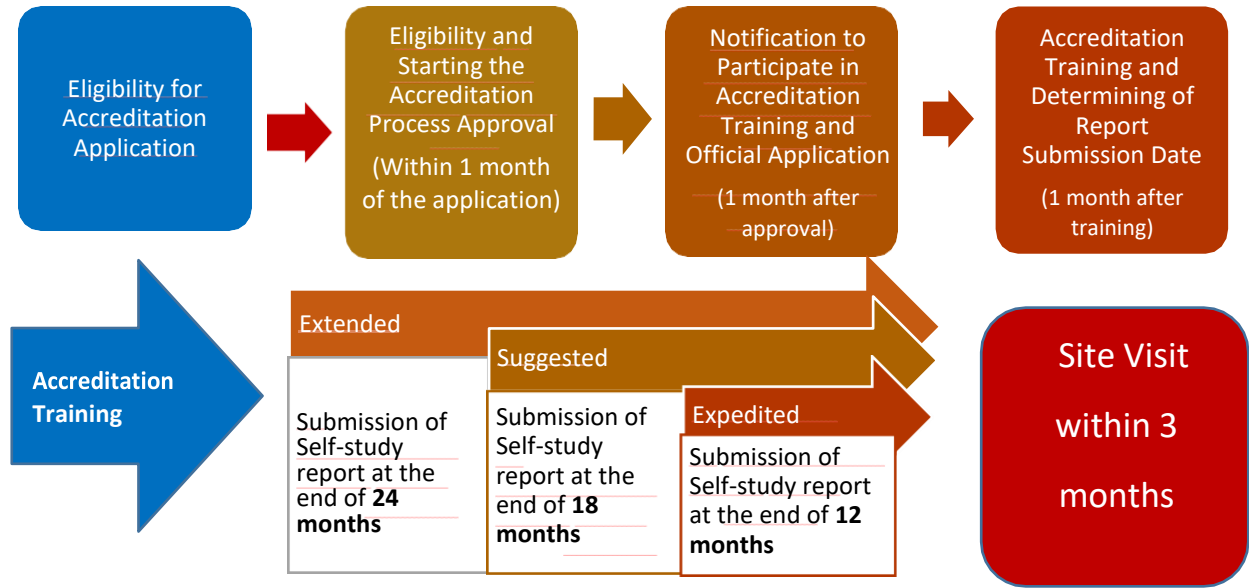 Eligibility for
Accreditation
Application
Eligibility and
Starting the
Accreditation
Process Approval
(Within 1 month
of the application)
Notification to
Participate in
Accreditation
Training and
Official Application
(1 month after
approval)
Accreditation
Training and
Determining of
Report
Submission Date
(1 month after
training)
Accreditation
Training
Extended
Submission of
Self-study
report at the
end of 24
months
Suggested
Submission of
Self-study
report at the
end of 18
months
Expedited
Submission of
Self-study report
at the end of 12
months
Site Visit
within 3
months